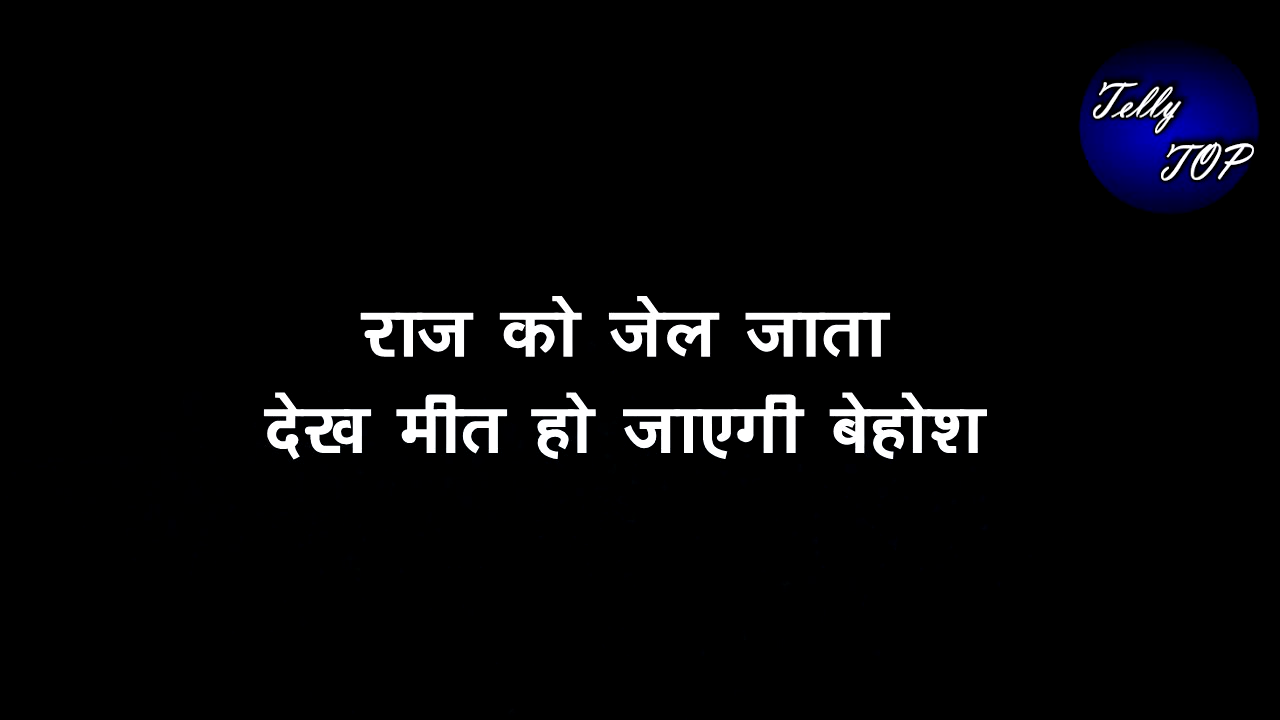 Telly
TOP
राज को जेल जाता
देख मीत हो जाएगी बेहोश